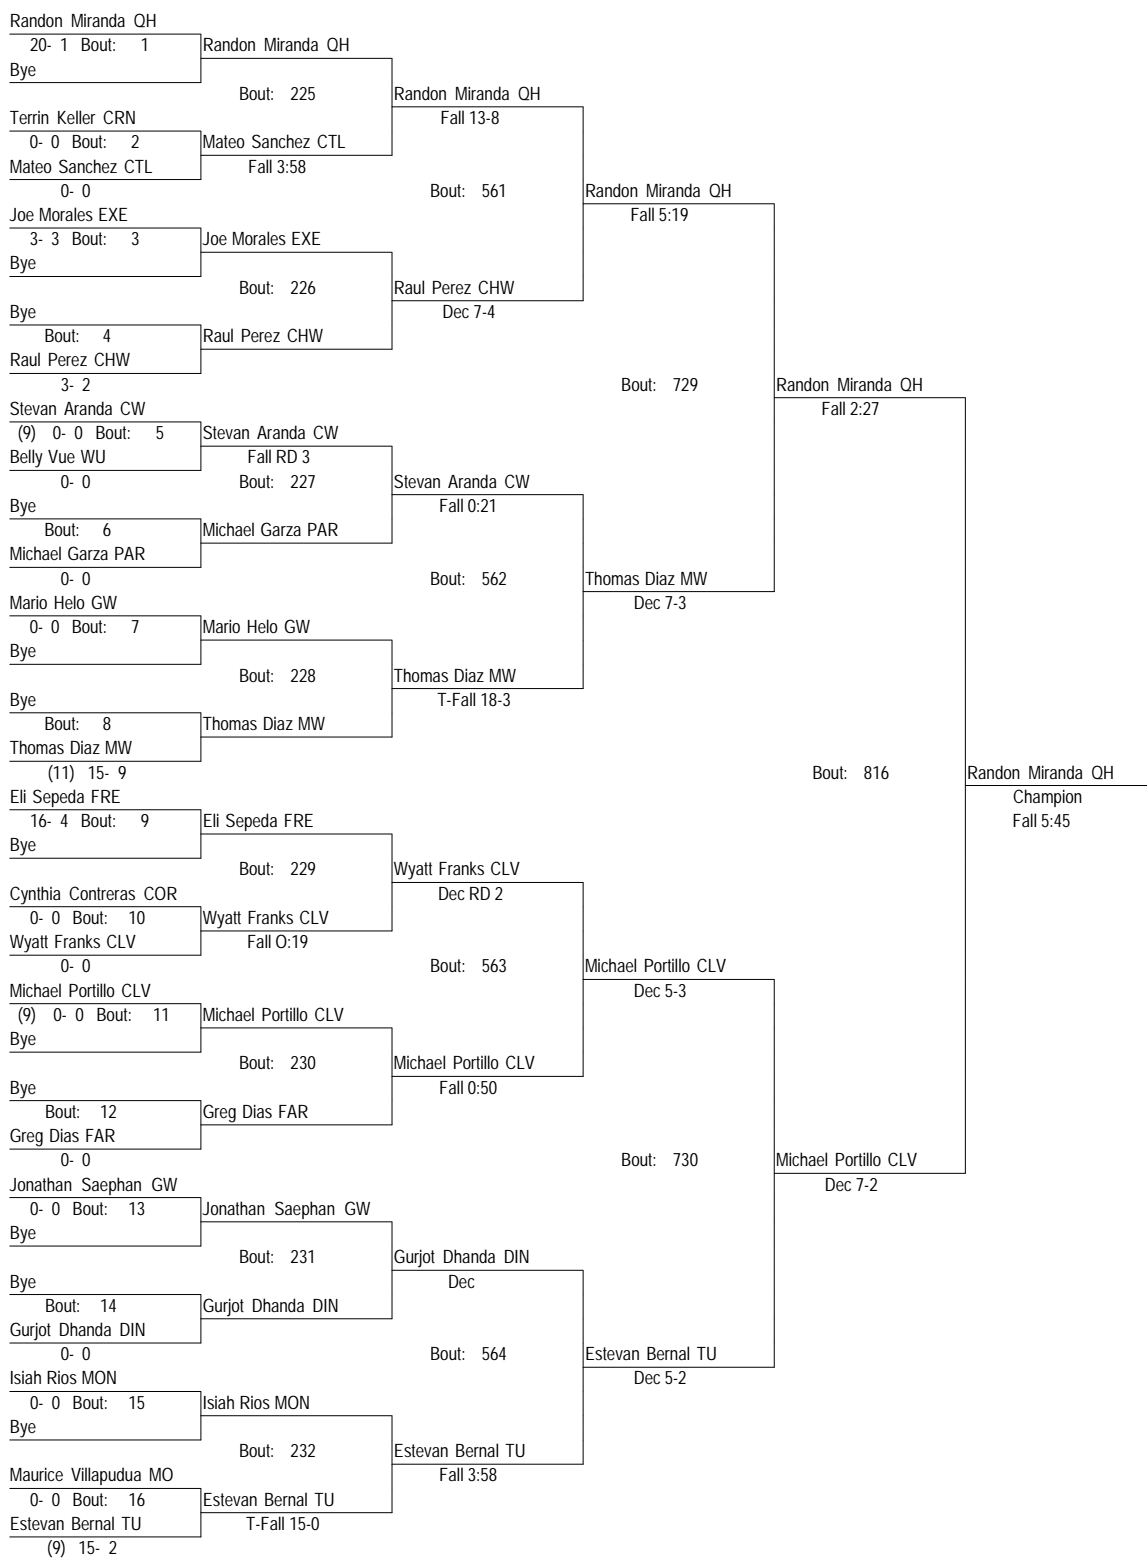 Randon Miranda QH
20- 1 Bout: 1
Randon Miranda QH
Bye
Bout: 225
Randon Miranda QH
Fall 13-8
Terrin Keller CRN
0- 0 Bout: 2
Mateo Sanchez CTL
Mateo Sanchez CTL
Fall 3:58
0- 0
Bout: 561
Randon Miranda QH
Fall 5:19
Joe Morales EXE
3- 3 Bout: 3
Joe Morales EXE
Bye
Bout: 226
Raul Perez CHW
Dec 7-4
Bye
Bout: 4
Raul Perez CHW
Raul Perez CHW
3- 2
Bout: 729
Randon Miranda QH
Fall 2:27
Stevan Aranda CW
(9) 0- 0 Bout: 5
Stevan Aranda CW
Belly Vue WU
Fall RD 3
0- 0
Bout: 227
Stevan Aranda CW
Fall 0:21
Bye
Bout: 6
Michael Garza PAR
Michael Garza PAR
0- 0
Bout: 562
Thomas Diaz MW
Dec 7-3
Mario Helo GW
0- 0 Bout: 7
Mario Helo GW
Bye
Bout: 228
Thomas Diaz MW
T-Fall 18-3
Bye
Bout: 8
Thomas Diaz MW
Thomas Diaz MW
(11) 15- 9
Bout: 816
Randon Miranda QH
Champion
Fall 5:45
Eli Sepeda FRE
16- 4 Bout: 9
Eli Sepeda FRE
Bye
Bout: 229
Wyatt Franks CLV
Dec RD 2
Cynthia Contreras COR
0- 0 Bout: 10
Wyatt Franks CLV
Wyatt Franks CLV
Fall O:19
0- 0
Bout: 563
Michael Portillo CLV
Dec 5-3
Michael Portillo CLV
(9) 0- 0 Bout: 11
Michael Portillo CLV
Bye
Bout: 230
Michael Portillo CLV
Fall 0:50
Bye
Bout: 12
Greg Dias FAR
Greg Dias FAR
0- 0
Bout: 730
Michael Portillo CLV
Dec 7-2
Jonathan Saephan GW
0- 0 Bout: 13
Jonathan Saephan GW
Bye
Bout: 231
Gurjot Dhanda DIN
Dec
Bye
Bout: 14
Gurjot Dhanda DIN
Gurjot Dhanda DIN
0- 0
Bout: 564
Estevan Bernal TU
Dec 5-2
Isiah Rios MON
0- 0 Bout: 15
Isiah Rios MON
Bye
Bout: 232
Estevan Bernal TU
Fall 3:58
Maurice Villapudua MO
0- 0 Bout: 16
Estevan Bernal TU
Estevan Bernal TU
T-Fall 15-0
(9) 15- 2